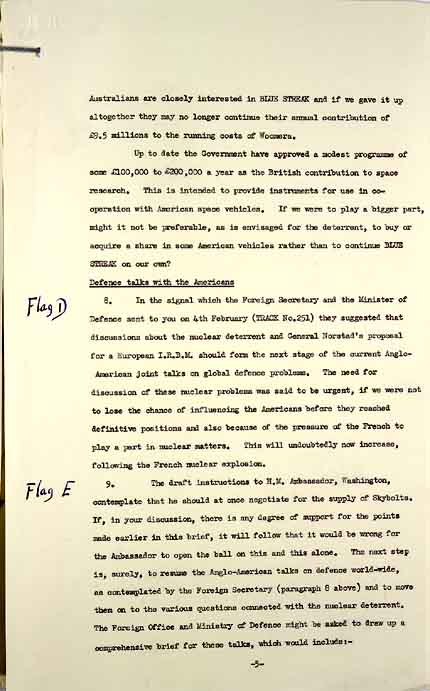 Australians are closely interested in BLUE STREAK and if we gave it up
altogether they may no longer continue their annual contribution of
£9.5 millions to the running costs of Woomera.
Up to date the Government have approved a modest programme of
some £100,000 to £200,000 a year as the British contribution to space
research. This is intended to provide instruments for use in co-
operation with American space vehicles. If we were to play a bigger part,
might it not be preferable, as is envisaged for the deterrent, to buy or
acquire a share in some American vehicles rather than to continue BLUE
STREAK on our own?
Defence talks with the Americans
Flag D
8. In the signal which the Foreign Secretary and the Minister of
Defence sent to you on 4th February (TRACK No.251) they suggested that
discussions about the nuclear deterrent and General Norstad's proposal
for a European I.R.B.M. should form the next stage of the current Anglo-
American joint talks on global defence problems. The need for
discussion of these nuclear problems was said to be urgent, if we were not
to lose the chance of influencing the Americans before they reached
definitive positions and also because of the pressure of the French to
play a part in nuclear matters. This will undoubtedly now increase,
following the French nuclear explosion.
Flag E
9. The draft instructions to H.M. Ambassador, Washington,
contemplate that he should at once negotiate for the supply of Skybolts.
If, in your discussion, there is any degree of support for the points
made earlier in this brief, it will follow that it would be wrong for
the Ambassador to open the ball on this and this alone. The next step
is, surely, to resume the Anglo-American talks on defence world-wide,
as contemplated by the Foreign Secretary (paragraph 8 above) and to move
then on to the various questions connected with the nuclear deterrent.
The Foreign Office and Ministry of Defence might be asked to draw up a
comprehensive brief for these talks, which would include:-
-5-